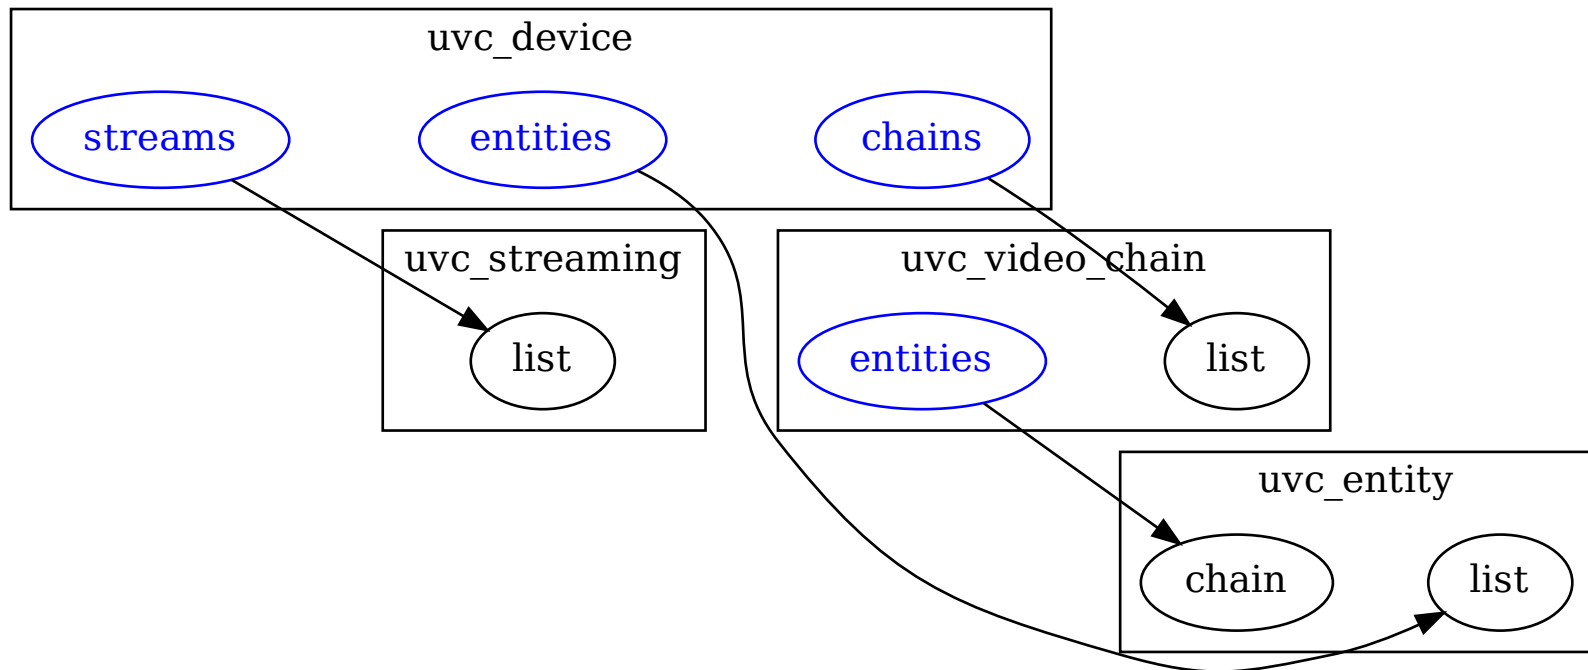 uvc_device
streams
entities
chains
uvc_streaming
list
uvc_video_chain
entities
list
uvc_entity
chain
list